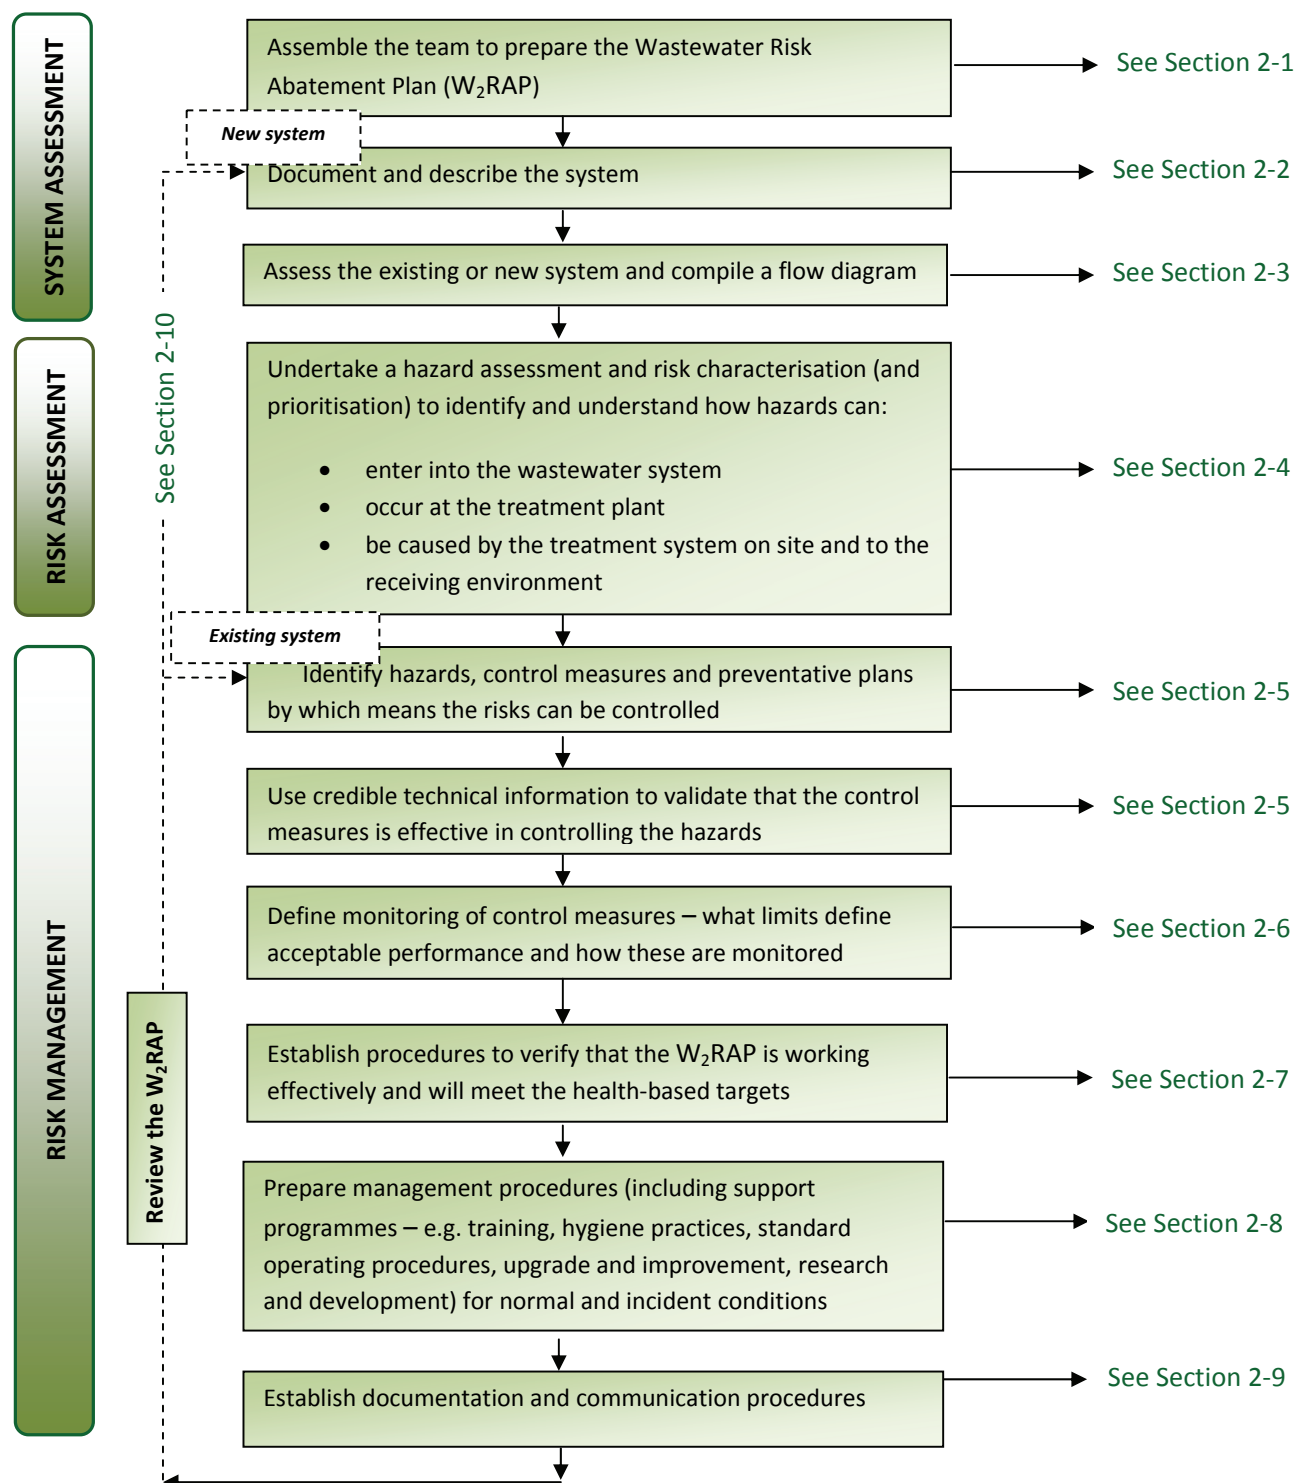 SYSTEM ASSESSMENT
Assemble the team to prepare the Wastewater Risk
Abatement Plan (W₂RAP)
See Section 2-1
New system
Document and describe the system
See Section 2-2
Assess the existing or new system and compile a flow diagram
See Section 2-3
See Section 2-10
RISK ASSESSMENT
Undertake a hazard assessment and risk characterisation (and
prioritisation) to identify and understand how hazards can:
• enter into the wastewater system
• occur at the treatment plant
• be caused by the treatment system on site and to the
receiving environment
See Section 2-4
Existing system
RISK MANAGEMENT
Identify hazards, control measures and preventative plans
by which means the risks can be controlled
See Section 2-5
Use credible technical information to validate that the control
measures is effective in controlling the hazards
See Section 2-5
Define monitoring of control measures – what limits define
acceptable performance and how these are monitored
See Section 2-6
Review the W₂RAP
Establish procedures to verify that the W₂RAP is working
effectively and will meet the health-based targets
See Section 2-7
Prepare management procedures (including support
programmes – e.g. training, hygiene practices, standard
operating procedures, upgrade and improvement, research
and development) for normal and incident conditions
See Section 2-8
Establish documentation and communication procedures
See Section 2-9